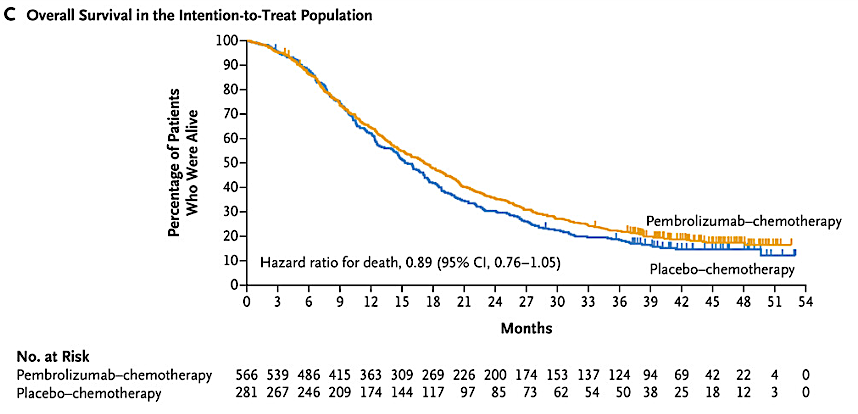 C Overall Survival in the Intention-to-Treat Population
Percentage of Patients
Who Were Alive
100
90
80
70
60
50
40
30
20
10
0
Pembrolizumab–chemotherapy
Placebo–chemotherapy
Hazard ratio for death, 0.89 (95% CI, 0.76–1.05)
0 3 6 9 12 15 18 21 24 27 30 33 36 39 42 45 48 51 54
Months
No. at Risk
Pembrolizumab–chemotherapy 566 539 486 415 363 309 269 226 200 174 153 137 124 94 69 42 22 4 0
Placebo–chemotherapy 281 267 246 209 174 144 117 97 85 73 62 54 50 38 25 18 12 3 0